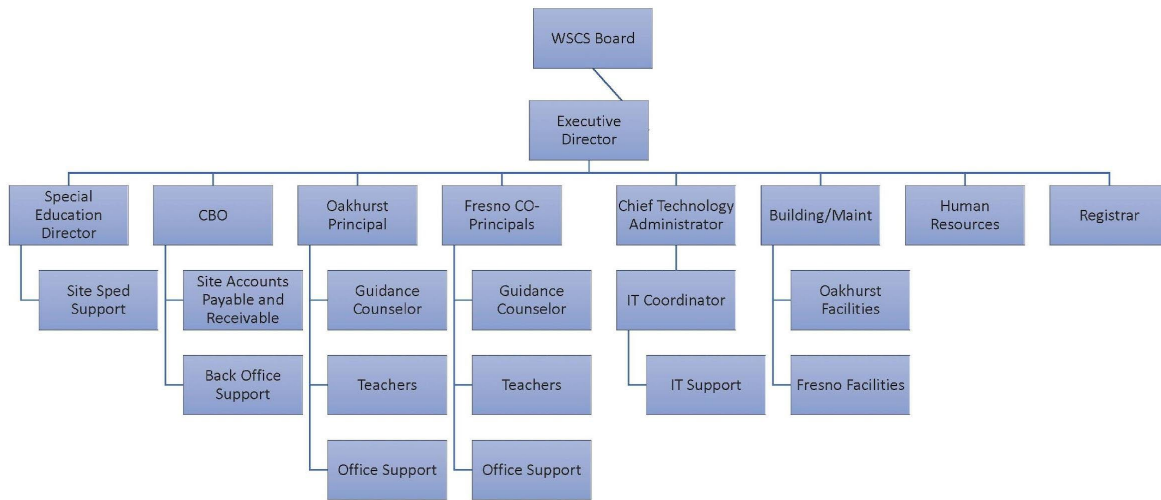 WSCS Board
Executive
Director
Special
Education
Director
CBO
Oakhurst
Principal
Fresno CO-
Principals
Chief Technology
Administrator
Building/Maint
Human
Resources
Registrar
Site Sped
Support
Site Accounts
Payable and
Receivable
Guidance
Counselor
Guidance
Counselor
IT Coordinator
Oakhurst
Facilities
Back Office
Support
Teachers
Teachers
IT Support
Fresno Facilities
Office Support
Office Support